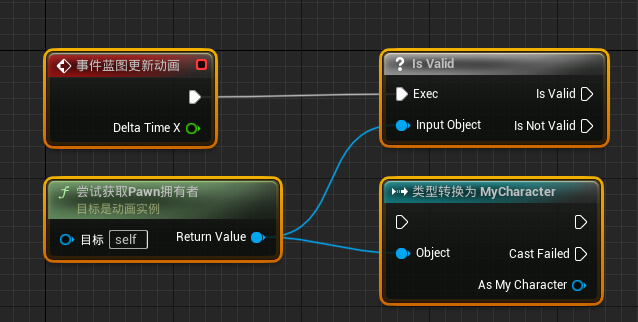 事件蓝图更新动画
Delta Time X
? Is Valid
Exec
Is Valid
Input Object
Is Not Valid
f 尝试获取Pawn拥有者
目标是动画实例
目标 self
Return Value
类型转换为 MyCharacter
Object
Cast Failed
As My Character